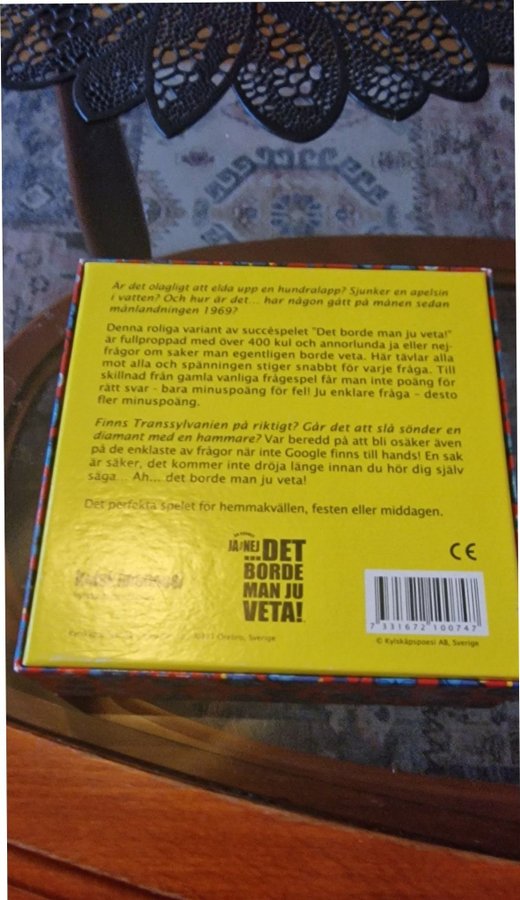 Är det olagligt att elda upp en hundralapp? Sjunker en apelsin
i vatten? Och hur är det... har någon gått på månen sedan
månlandningen 1969?
Denna roliga variant av succéspelet "Det borde man ju veta!"
är fullproppad med över 400 kul och annorlunda ja eller nej-
frågor om saker man egentligen borde veta. Här tävlar alla
mot alla och spänningen stiger snabbt för varje fråga. Till
skillnad från gamla vanliga frågespel får man inte poäng för
rätt svar - bara minuspoäng för fel! Ju enklare fråga - desto
fler minuspoäng.
Finns Transsylvanien på riktigt? Går det att slå sönder en
diamant med en hammare? Var beredd på att bli osäker även
på de enklaste av frågor när inte Google finns till hands! En sak
är säker, det kommer inte dröja länge innan du hör dig själv
säga... Ah... det borde man ju veta!
Det perfekta spelet för hemmakvällen, festen eller middagen.
JA NEJ
...DET
BORDE
MAN JU
VETA!
CE
7 331672 100747
© Kylskåpspoesi AB, Sverige
Örebro, Sverige